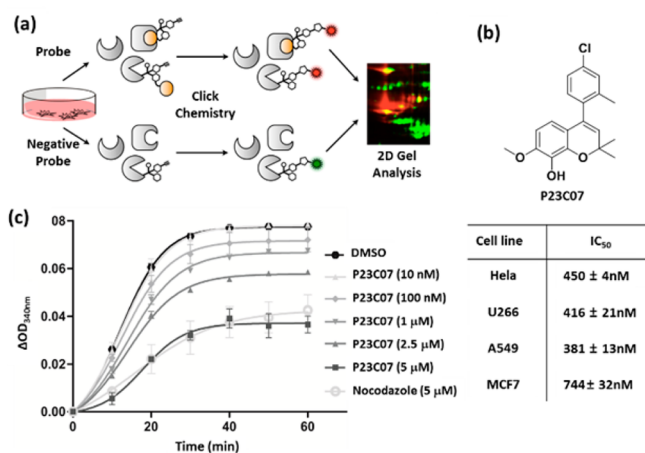 (a)
Probe
Click
Chemistry
Negative
Probe
2D Gel
Analysis
(b)
Cl
O
OH
O
P23C07
Cell line IC50
Hela 450 ± 4nM
U266 416 ± 21nM
A549 381 ± 13nM
MCF7 744 ± 32nM
(c)
ΔOD340nm
0.08
0.06
0.04
0.02
0.00
0 20 40 60
Time (min)
DMSO
P23C07 (10 nM)
P23C07 (100 nM)
P23C07 (1 μM)
P23C07 (2.5 μM)
P23C07 (5 μM)
Nocodazole (5 μM)